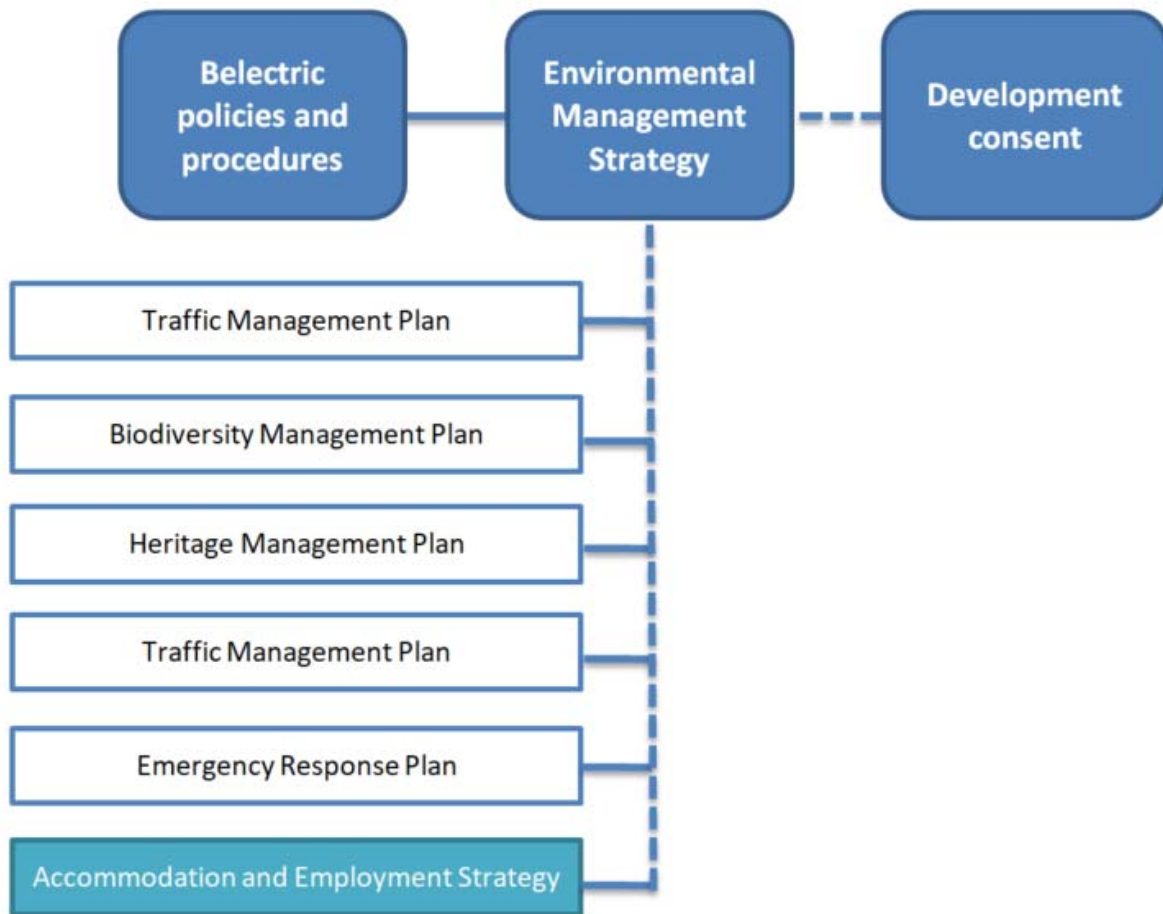 Belectric
policies and
procedures
Environmental
Management
Strategy
Development
consent
Traffic Management Plan
Biodiversity Management Plan
Heritage Management Plan
Traffic Management Plan
Emergency Response Plan
Accommodation and Employment Strategy